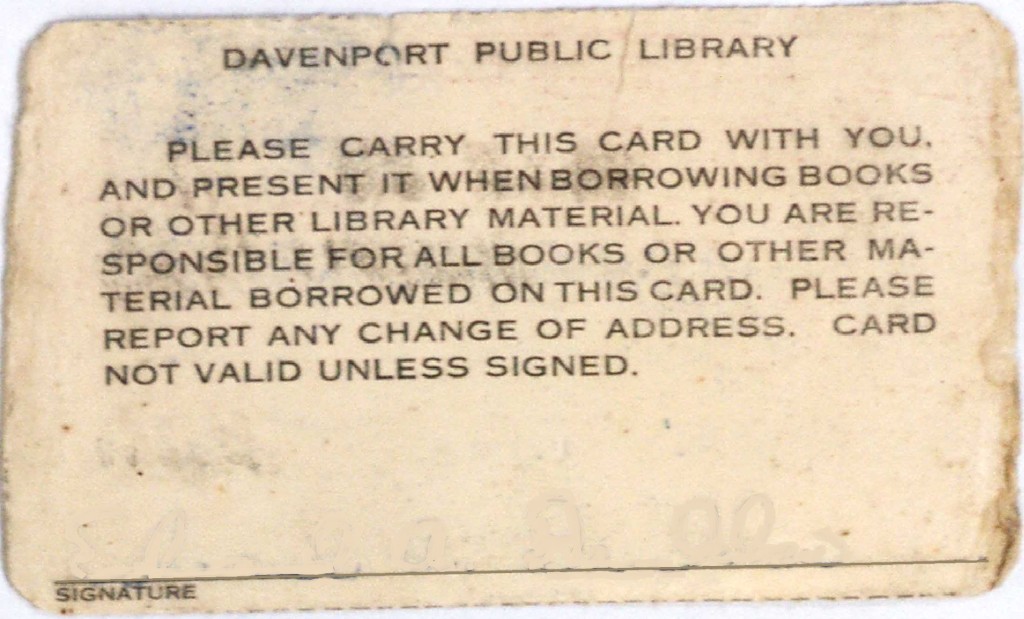 DAVENPORT PUBLIC LIBRARY
PLEASE CARRY THIS CARD WITH YOU.
AND PRESENT IT WHEN BORROWING BOOKS
OR OTHER LIBRARY MATERIAL. YOU ARE RE-
SPONSIBLE FOR ALL BOOKS OR OTHER MA-
TERIAL BORROWED ON THIS CARD. PLEASE
REPORT ANY CHANGE OF ADDRESS. CARD
NOT VALID UNLESS SIGNED.
SIGNATURE